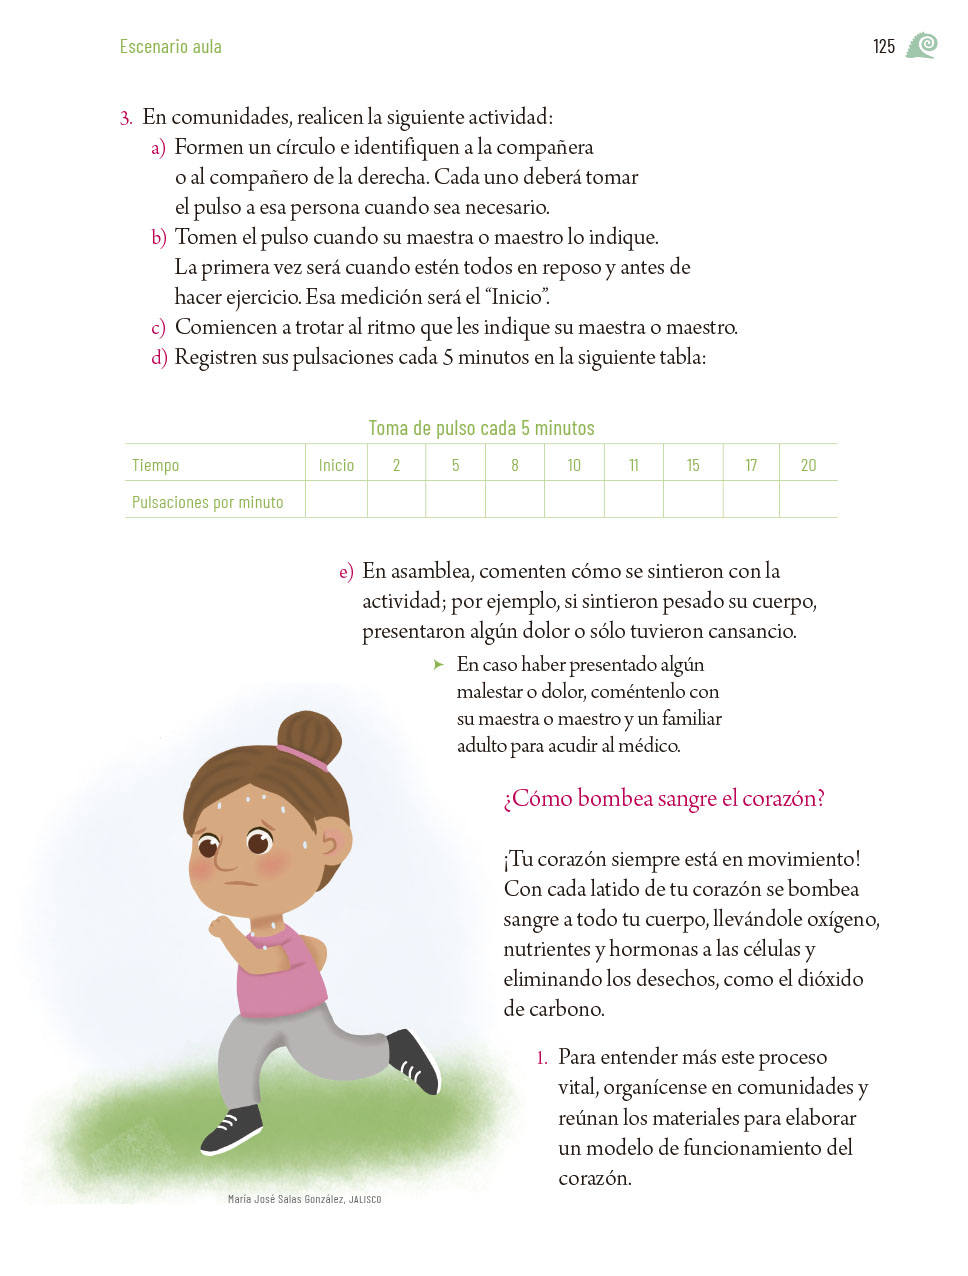 Escenario aula
125
3. En comunidades, realicen la siguiente actividad:
a) Formen un círculo e identifiquen a la compañera
o al compañero de la derecha. Cada uno deberá tomar
el pulso a esa persona cuando sea necesario.
b) Tomen el pulso cuando su maestra o maestro lo indique.
La primera vez será cuando estén todos en reposo y antes de
hacer ejercicio. Esa medición será el “Inicio”.
c) Comiencen a trotar al ritmo que les indique su maestra o maestro.
d) Registren sus pulsaciones cada 5 minutos en la siguiente tabla:
Toma de pulso cada 5 minutos
Tiempo Inicio 2 5 8 10 11 15 17 20
Pulsaciones por minuto
e) En asamblea, comenten cómo se sintieron con la
actividad; por ejemplo, si sintieron pesado su cuerpo,
presentaron algún dolor o sólo tuvieron cansancio.
➤ En caso haber presentado algún
malestar o dolor, coméntenlo con
su maestra o maestro y un familiar
adulto para acudir al médico.
¿Cómo bombea sangre el corazón?
¡Tu corazón siempre está en movimiento!
Con cada latido de tu corazón se bombea
sangre a todo tu cuerpo, llevándole oxígeno,
nutrientes y hormonas a las células y
eliminando los desechos, como el dióxido
de carbono.
1. Para entender más este proceso
vital, organícense en comunidades y
reúnan los materiales para elaborar
un modelo de funcionamiento del
corazón.
María José Salas González, JALISCO